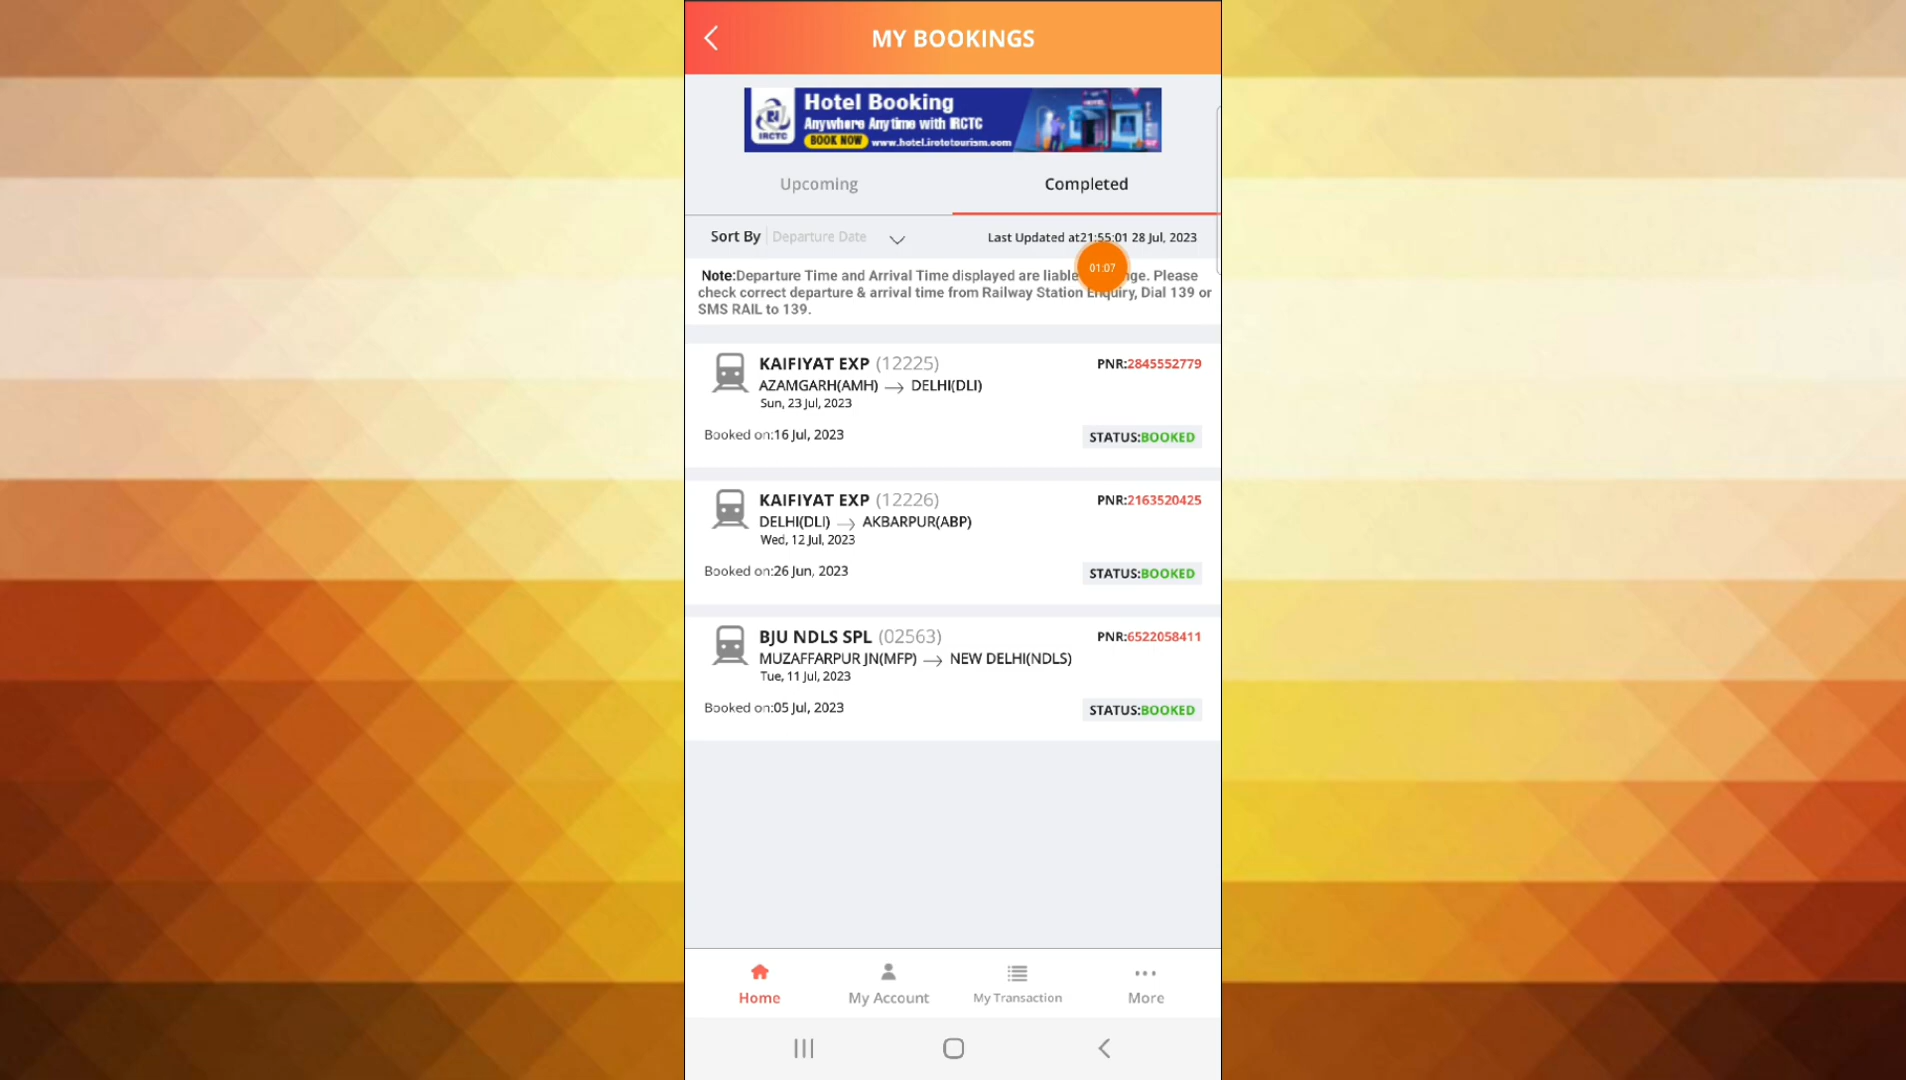 MY BOOKINGS
IRCTC
Hotel Booking
Anywhere Anytime with IRCTC
BOOK NOW www.hotel.irctctourism.com
Upcoming
Completed
Sort By Departure Date
Last Updated at21:55:01 28 Jul, 2023
01:07
Note:Departure Time and Arrival Time displayed are liable nge. Please
check correct departure & arrival time from Railway Station Enquiry, Dial 139 or
SMS RAIL to 139.
KAIFIYAT EXP (12225) PNR:2845552779
AZAMGARH(AMH) → DELHI(DLI)
Sun, 23 Jul, 2023
Booked on:16 Jul, 2023 STATUS:BOOKED
KAIFIYAT EXP (12226) PNR:2163520425
DELHI(DLI) → AKBARPUR(ABP)
Wed, 12 Jul, 2023
Booked on:26 Jun, 2023 STATUS:BOOKED
BJU NDLS SPL (02563) PNR:6522058411
MUZAFFARPUR JN(MFP) → NEW DELHI(NDLS)
Tue, 11 Jul, 2023
Booked on:05 Jul, 2023 STATUS:BOOKED
Home
My Account
My Transaction
More